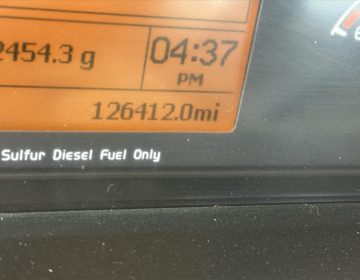 2454.3 g
04:37
PM
126412.0mi
Sulfur Diesel Fuel Only